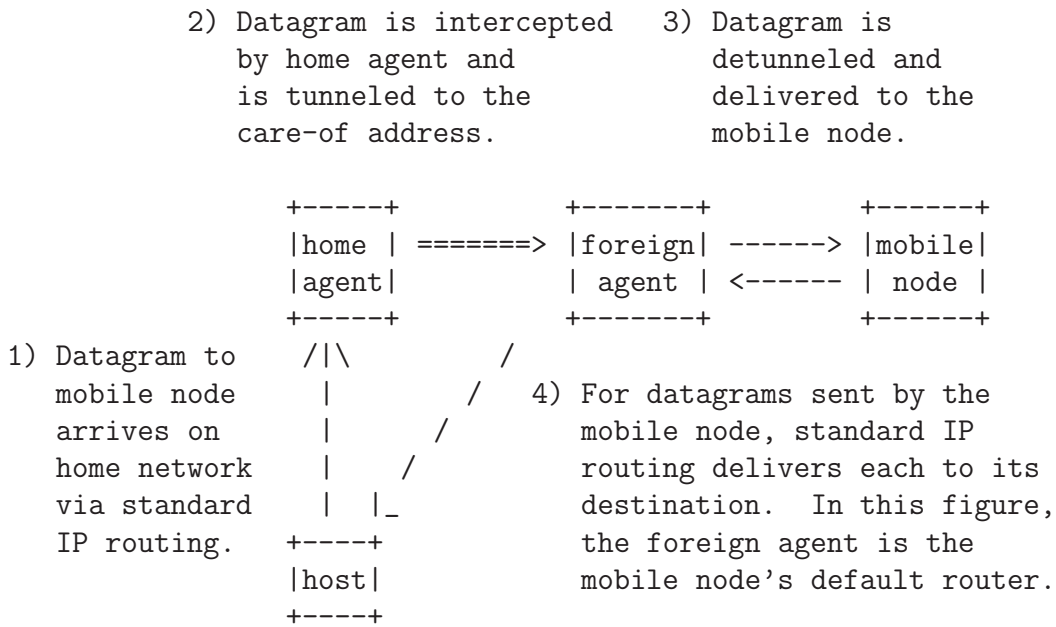 2) Datagram is intercepted   3) Datagram is
   by home agent and            detunneled and
   is tunneled to the           delivered to the
   care-of address.             mobile node.
+-----+          +-------+         +------+
|home | =======> |foreign| ------> |mobile|
|agent|          | agent | <------ | node |
+-----+          +-------+         +------+
1) Datagram to    /|\         /
   mobile node     |        /   4) For datagrams sent by the
   arrives on      |      /        mobile node, standard IP
   home network    |    /          routing delivers each to its
   via standard    |  |_           destination.  In this figure,
   IP routing.   +----+            the foreign agent is the
                 |host|            mobile node's default router.
                 +----+